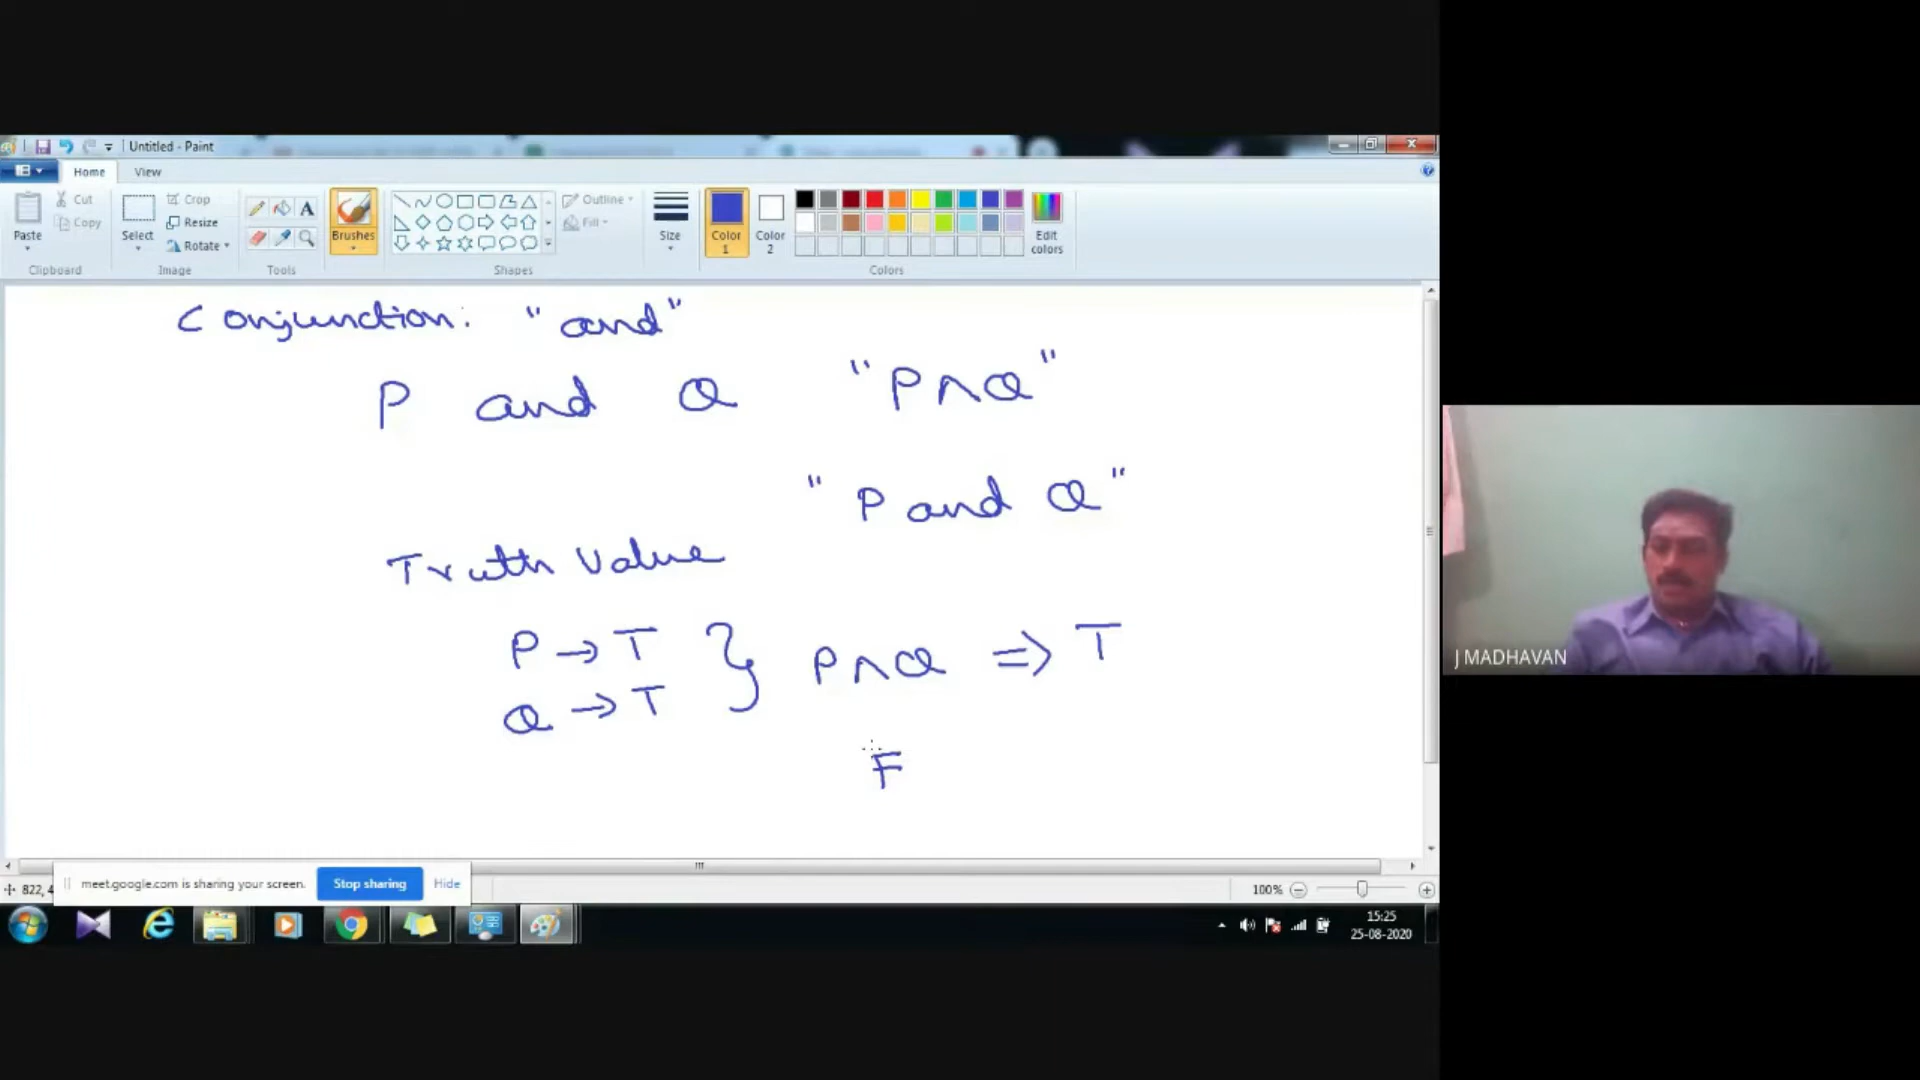 Untitled - Paint
Home View
Cut
Copy
Paste
Clipboard
Select
Crop
Resize
Rotate
Image
Tools
Brushes
Outline
Fill
Shapes
Size
Color 1
Color 2
Edit colors
Colors
Conjunction: "and"
P and Q "P∧Q"
"P and Q"
Truth Value
P → T
Q → T
} P∧Q => T
F
J MADHAVAN
822, 4
meet.google.com is sharing your screen. Stop sharing Hide
100%
15:25
25-08-2020